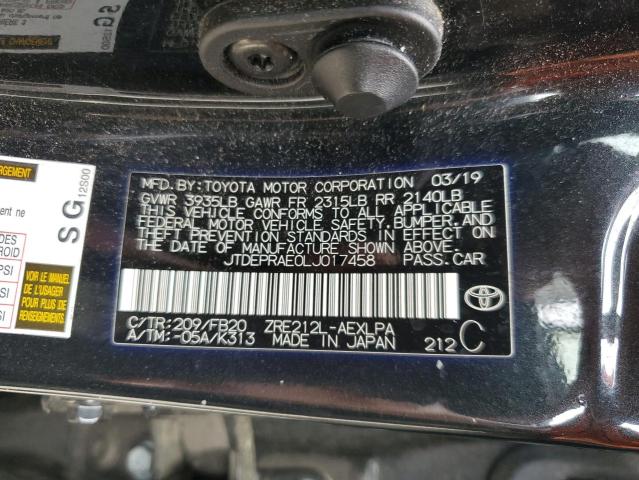 MFD. BY: TOYOTA MOTOR CORPORATION 03/19
GVWR 3935LB GAWR FR 2315LB RR 2140LB
THIS VEHICLE CONFORMS TO ALL APPLICABLE
FEDERAL MOTOR VEHICLE SAFETY, BUMPER, AND
THEFT PREVENTION STANDARDS IN EFFECT ON
THE DATE OF MANUFACTURE SHOWN ABOVE.
JTDEPRAE0LJ017458 PASS.CAR
C/TR: 209/FB20 ZRE212L-AEXLPA
A/TM: -05A/K313 MADE IN JAPAN 212 C
SG 12S00
VOIR LE MANUEL
DE L'USAGER
POUR PLUS DE
RENSEIGNEMENTS